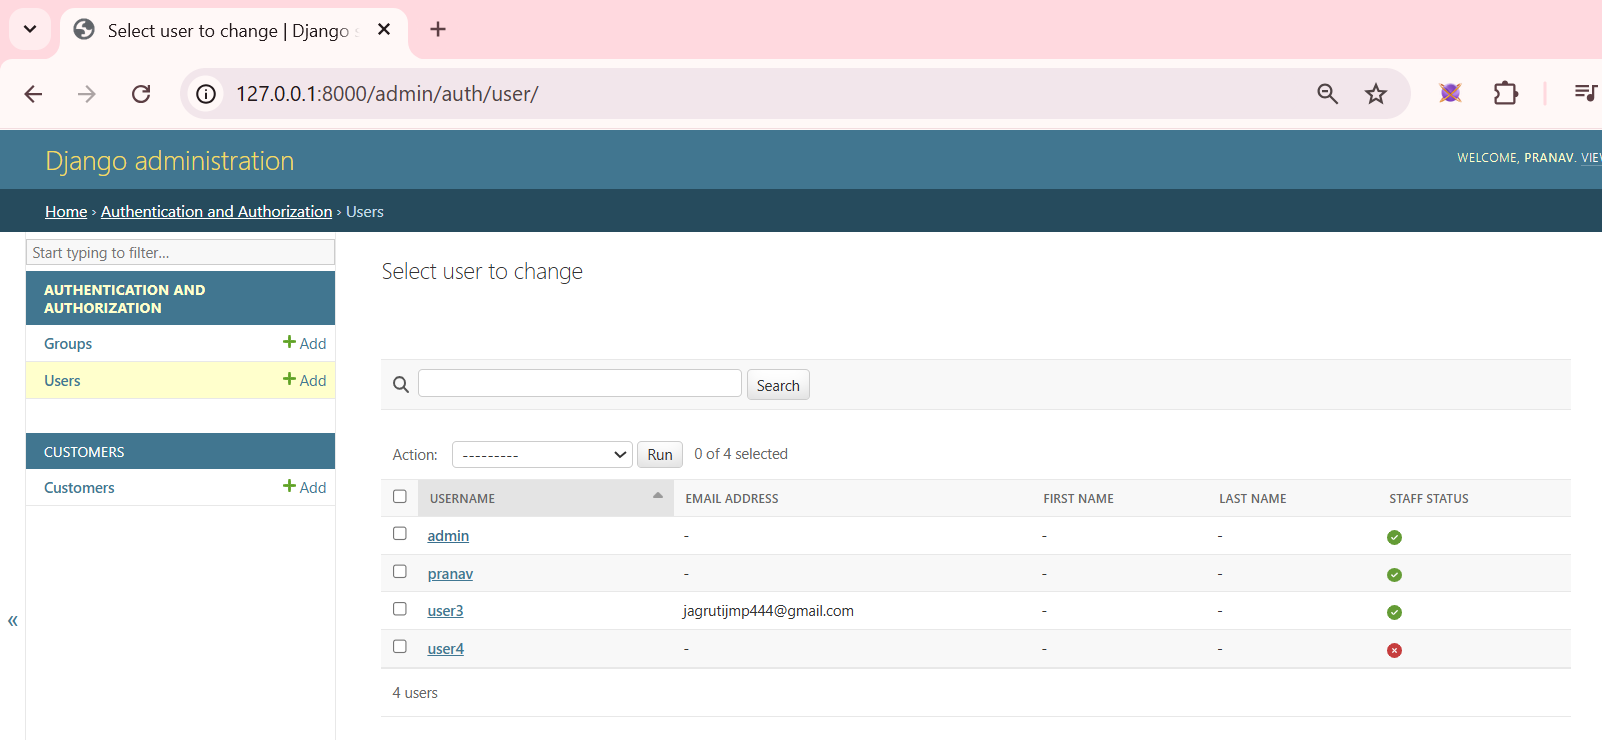 Select user to change | Django s
127.0.0.1:8000/admin/auth/user/
Django administration
WELCOME, PRANAV. VIE
Home › Authentication and Authorization › Users
Start typing to filter...
AUTHENTICATION AND
AUTHORIZATION
Groups + Add
Users + Add
CUSTOMERS
Customers + Add
«
Select user to change
Search
Action: --------- Run 0 of 4 selected
USERNAME EMAIL ADDRESS FIRST NAME LAST NAME STAFF STATUS
admin - - -
pranav - - -
user3 jagrutijmp444@gmail.com - -
user4 - - -
4 users